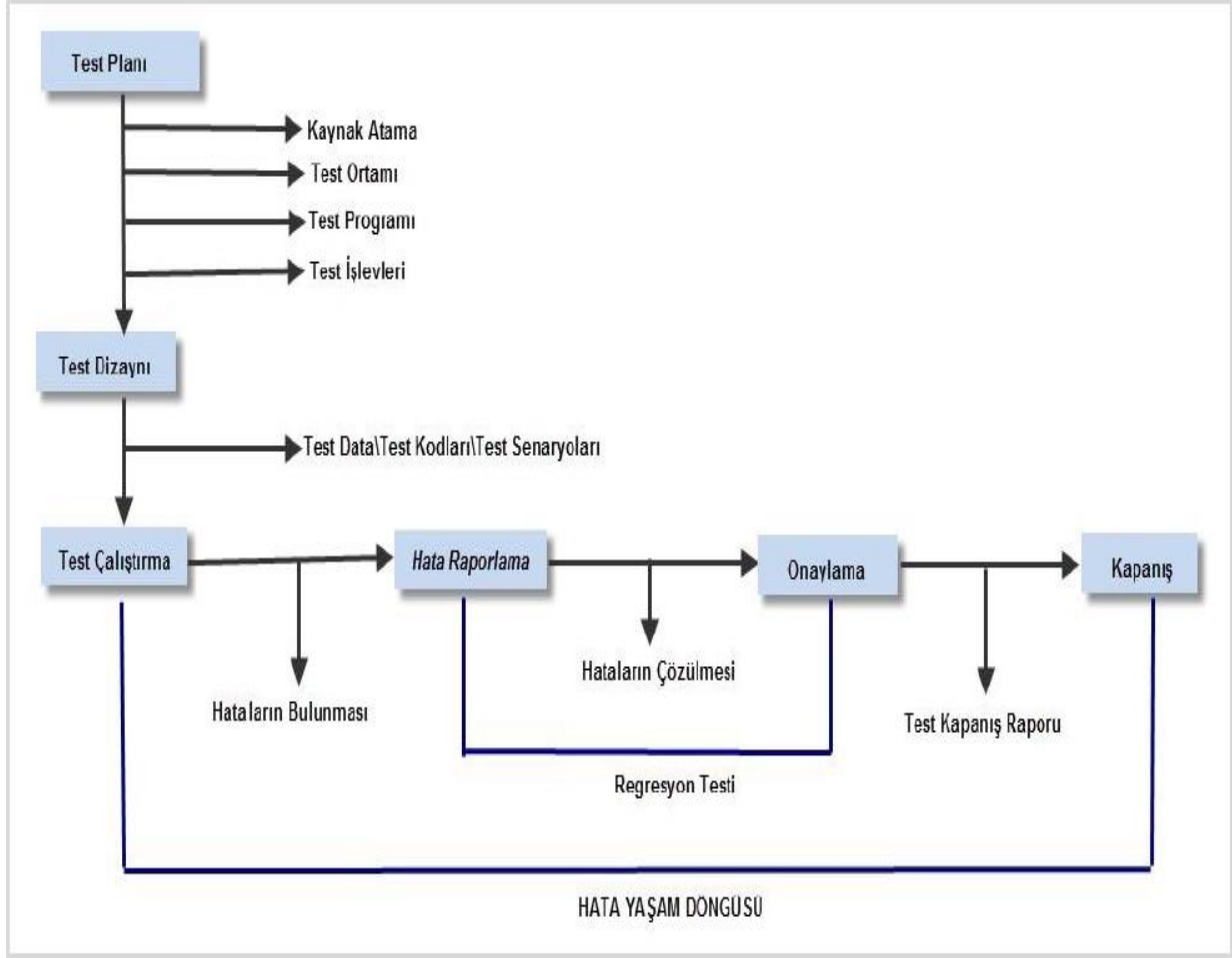 Test Planı
Kaynak Atama
Test Ortamı
Test Programı
Test İşlevleri
Test Dizaynı
Test Data\Test Kodları\Test Senaryoları
Test Çalıştırma
Hata Raporlama
Onaylama
Kapanış
Hataların Bulunması
Hataların Çözülmesi
Test Kapanış Raporu
Regresyon Testi
HATA YAŞAM DÖNGÜSÜ